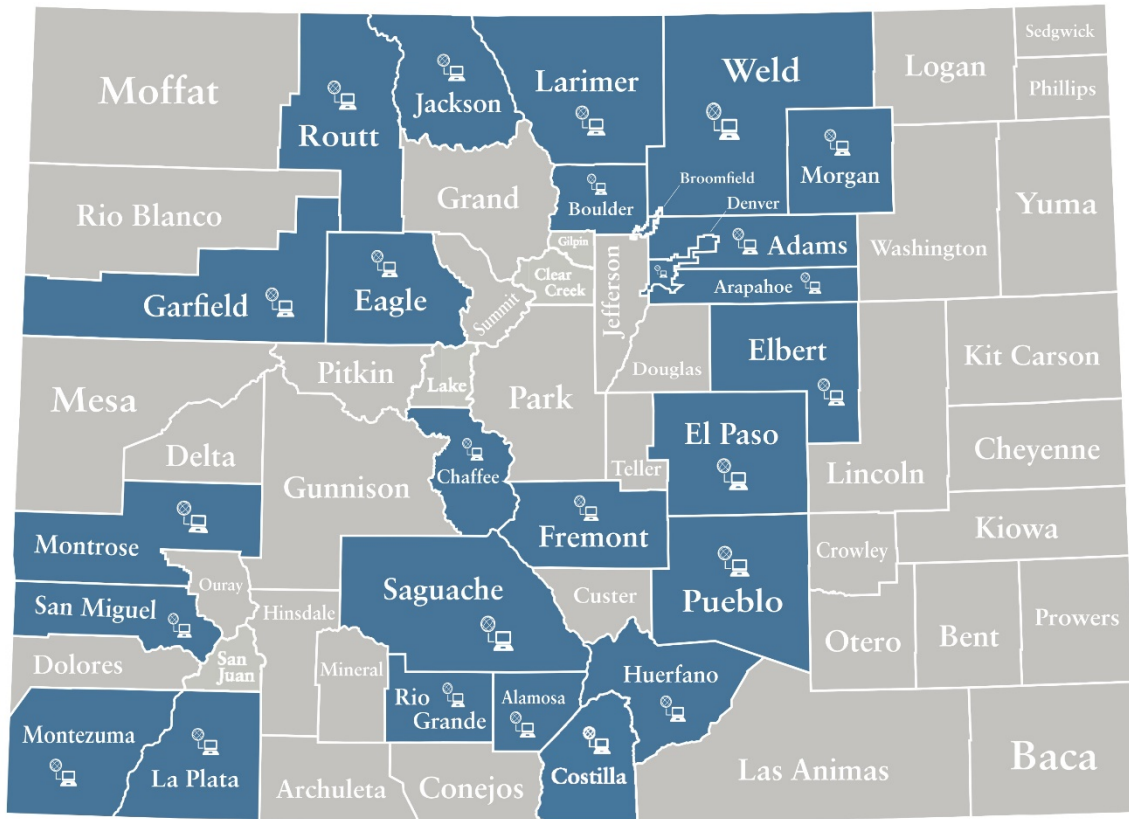 Moffat
Routt
Jackson
Larimer
Weld
Logan
Sedgwick
Phillips
Morgan
Rio Blanco
Grand
Boulder
Broomfield
Denver
Yuma
Washington
Gilpin
Adams
Garfield
Eagle
Summit
Clear
Creek
Jefferson
Arapahoe
Mesa
Pitkin
Lake
Park
Douglas
Elbert
Kit Carson
Delta
Gunnison
Chaffee
Teller
El Paso
Lincoln
Cheyenne
Montrose
Fremont
Crowley
Kiowa
Ouray
San Miguel
Hinsdale
Saguache
Custer
Pueblo
Otero
Bent
Prowers
Dolores
San
Juan
Mineral
Rio
Grande
Alamosa
Huerfano
Montezuma
La Plata
Archuleta
Conejos
Costilla
Las Animas
Baca